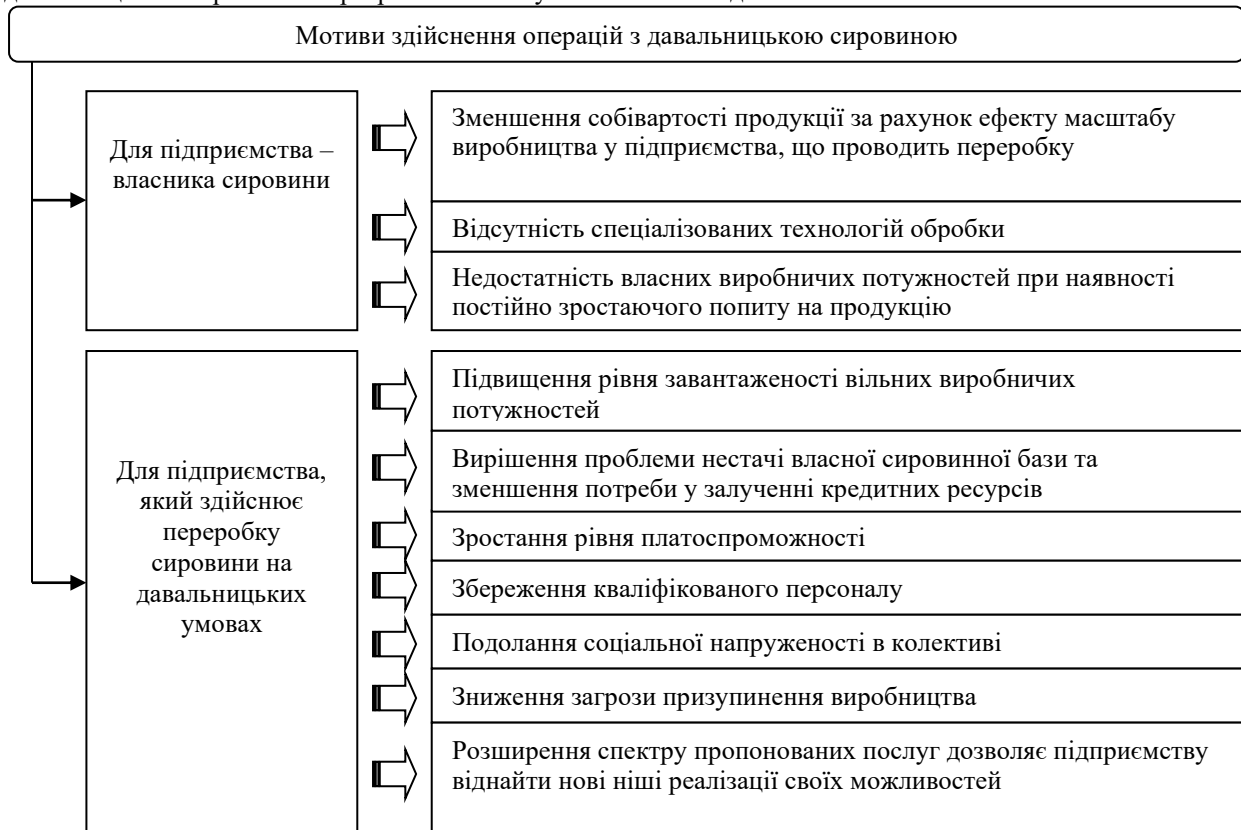 Мотиви здійснення операцій з давальницькою сировиною
Для підприємства –
власника сировини
Зменшення собівартості продукції за рахунок ефекту масштабу
виробництва у підприємства, що проводить переробку
Відсутність спеціалізованих технологій обробки
Недостатність власних виробничих потужностей при наявності
постійно зростаючого попиту на продукцію
Для підприємства,
який здійснює
переробку
сировини на
давальницьких
умовах
Підвищення рівня завантаженості вільних виробничих
потужностей
Вирішення проблеми нестачі власної сировинної бази та
зменшення потреби у залученні кредитних ресурсів
Зростання рівня платоспроможності
Збереження кваліфікованого персоналу
Подолання соціальної напруженості в колективі
Зниження загрози призупинення виробництва
Розширення спектру пропонованих послуг дозволяє підприємству
віднайти нові ніші реалізації своїх можливостей